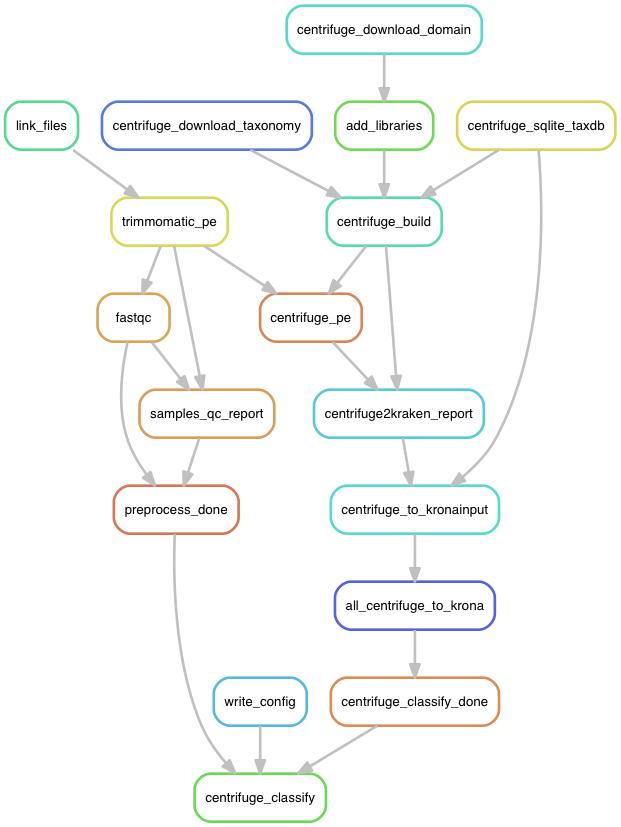 centrifuge_download_domain
link_files
centrifuge_download_taxonomy
add_libraries
centrifuge_sqlite_taxdb
trimmomatic_pe
centrifuge_build
fastqc
centrifuge_pe
samples_qc_report
centrifuge2kraken_report
preprocess_done
centrifuge_to_kronainput
all_centrifuge_to_krona
write_config
centrifuge_classify_done
centrifuge_classify